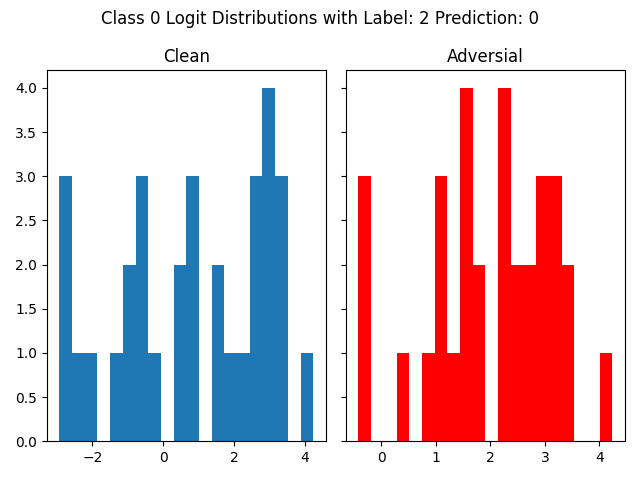 Class 0 Logit Distributions with Label: 2 Prediction: 0
Clean
Adversial
4.0
3.5
3.0
2.5
2.0
1.5
1.0
0.5
0.0
−2 0 2 4
0 1 2 3 4